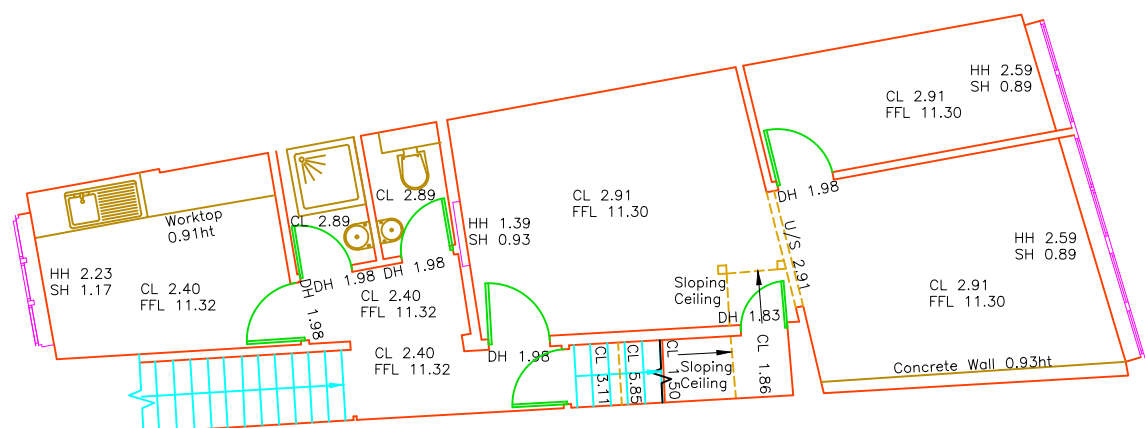 HH 2.59
SH 0.89
CL 2.91
FFL 11.30
DH 1.98
CL 2.91
FFL 11.30
CL 2.89
CL 2.89
Worktop
0.91ht
HH 1.39
SH 0.93
U/S 2.91
HH 2.59
SH 0.89
HH 2.23
SH 1.17
CL 2.40
FFL 11.32
DH 1.98
DH 1.98
DH 1.98
CL 2.40
FFL 11.32
Sloping
Ceiling
CL 2.91
FFL 11.30
DH 1.83
CL 2.40
FFL 11.32
DH 1.98
CL 3.11
CL 5.85
CL 1.50
Sloping
Ceiling
CL 1.86
Concrete Wall 0.93ht